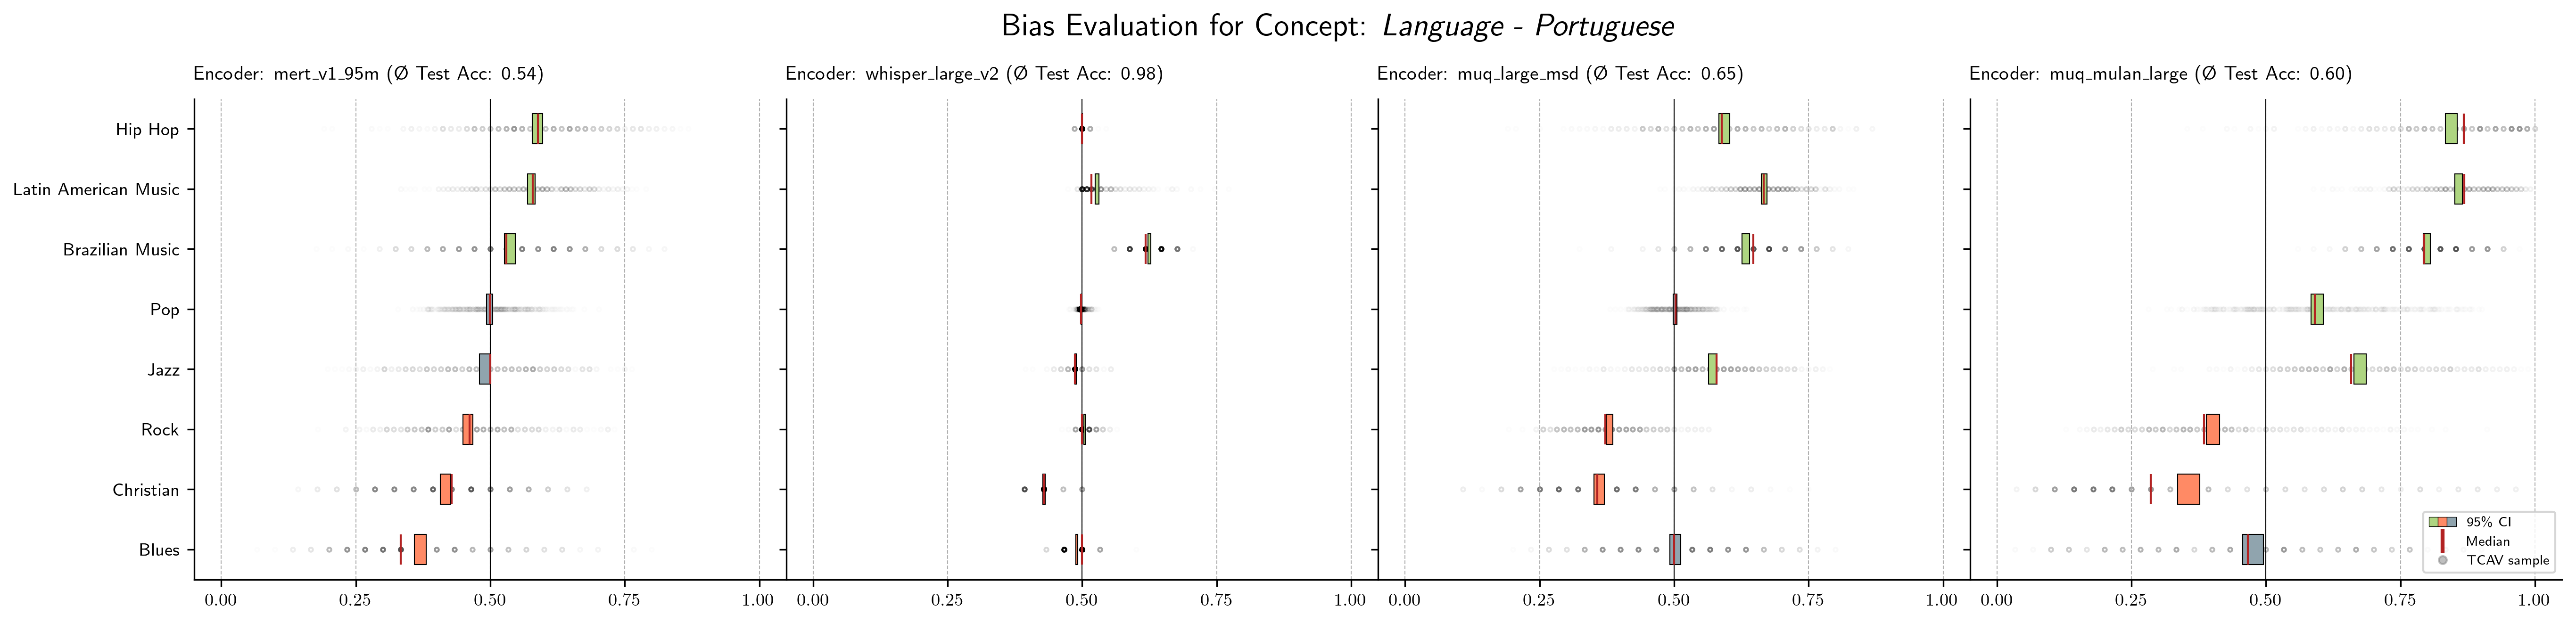 Bias Evaluation for Concept: Language - Portuguese
Encoder: mert_v1_95m (Ø Test Acc: 0.54)
Encoder: whisper_large_v2 (Ø Test Acc: 0.98)
Encoder: muq_large_msd (Ø Test Acc: 0.65)
Encoder: muq_mulan_large (Ø Test Acc: 0.60)
Hip Hop
Latin American Music
Brazilian Music
Pop
Jazz
Rock
Christian
Blues
95% CI
Median
TCAV sample
0.00 0.25 0.50 0.75 1.00
0.00 0.25 0.50 0.75 1.00
0.00 0.25 0.50 0.75 1.00
0.00 0.25 0.50 0.75 1.00